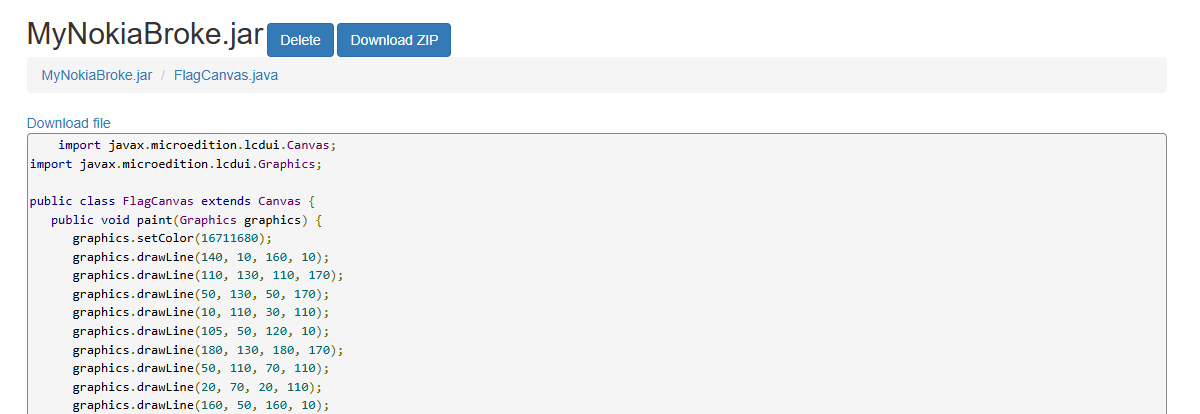 MyNokiaBroke.jar Delete Download ZIP
MyNokiaBroke.jar / FlagCanvas.java
Download file
import javax.microedition.lcdui.Canvas;
import javax.microedition.lcdui.Graphics;
public class FlagCanvas extends Canvas {
public void paint(Graphics graphics) {
graphics.setColor(16711680);
graphics.drawLine(140, 10, 160, 10);
graphics.drawLine(110, 130, 110, 170);
graphics.drawLine(50, 130, 50, 170);
graphics.drawLine(10, 110, 30, 110);
graphics.drawLine(105, 50, 120, 10);
graphics.drawLine(180, 130, 180, 170);
graphics.drawLine(50, 110, 70, 110);
graphics.drawLine(20, 70, 20, 110);
graphics.drawLine(160, 50, 160, 10);